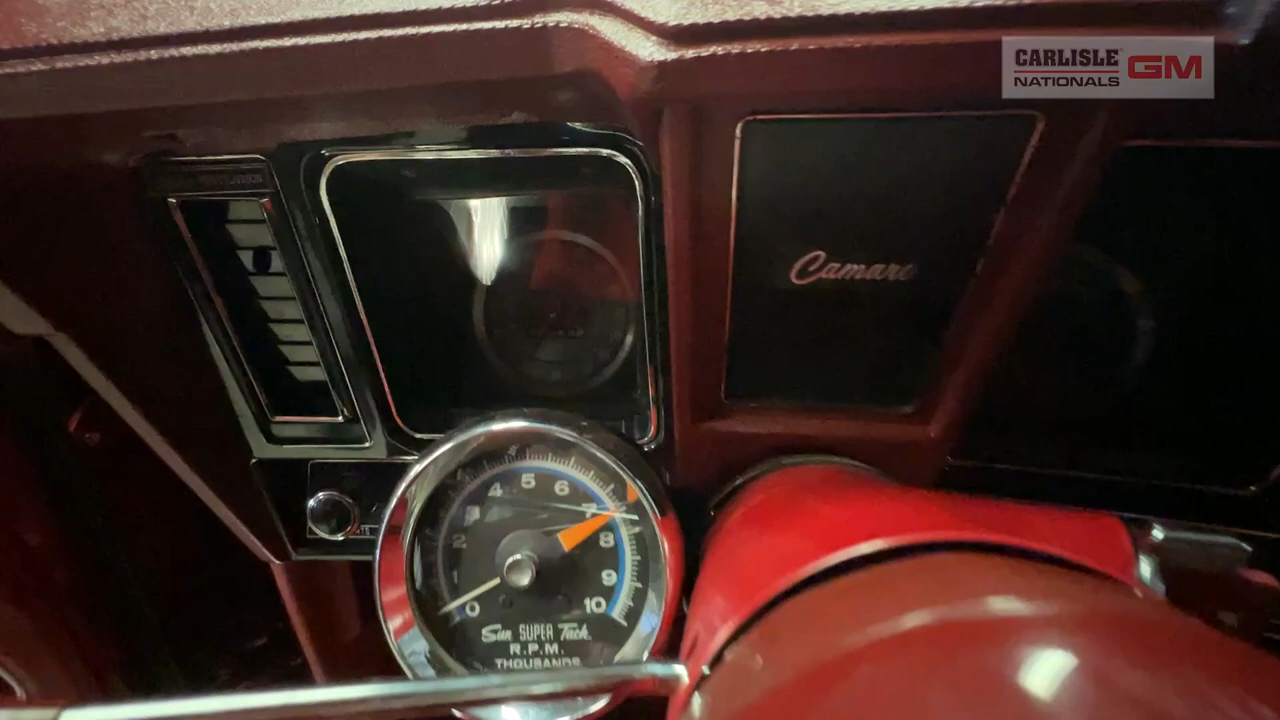 CARLISLE
NATIONALS
GM
Camaro
4 5 6
7
3
8
2
9
1
10
0
Sun SUPER Tach
R.P.M.
THOUSANDS